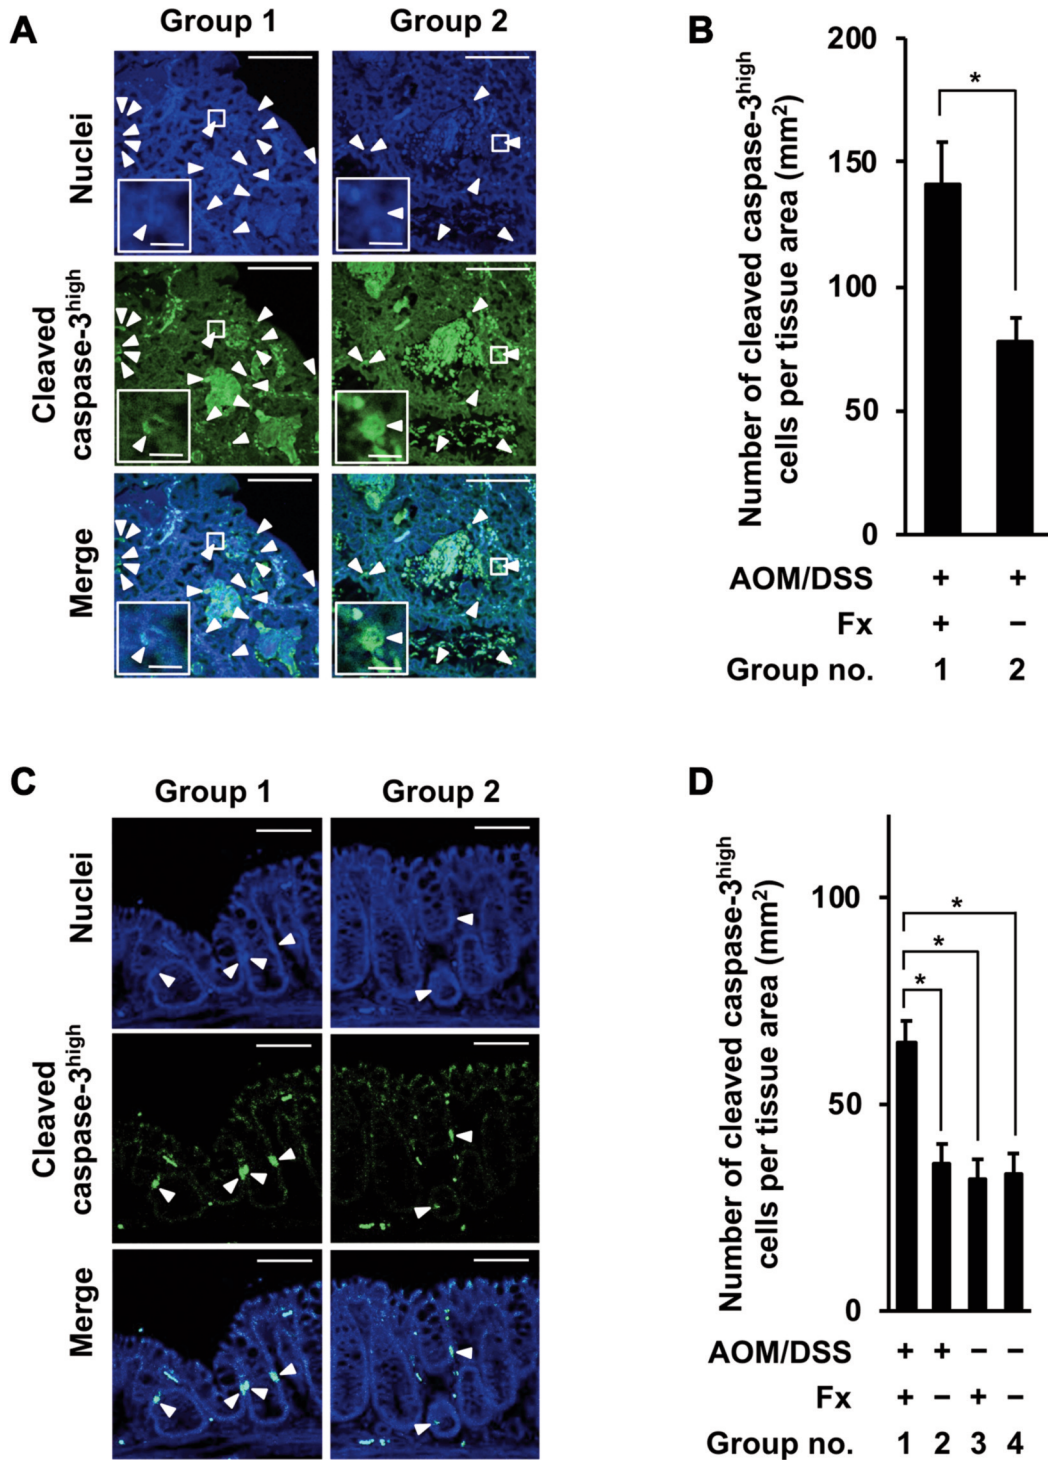 A
Group 1
Group 2
Nuclei
Cleaved
caspase-3high
Merge
B
Number of cleaved caspase-3high
cells per tissue area (mm2)
200
150
100
50
0
*
AOM/DSS + +
Fx + −
Group no. 1 2
C
Group 1
Group 2
Nuclei
Cleaved
caspase-3high
Merge
D
Number of cleaved caspase-3high
cells per tissue area (mm2)
100
50
0
*
*
*
AOM/DSS + + − −
Fx + − + −
Group no. 1 2 3 4